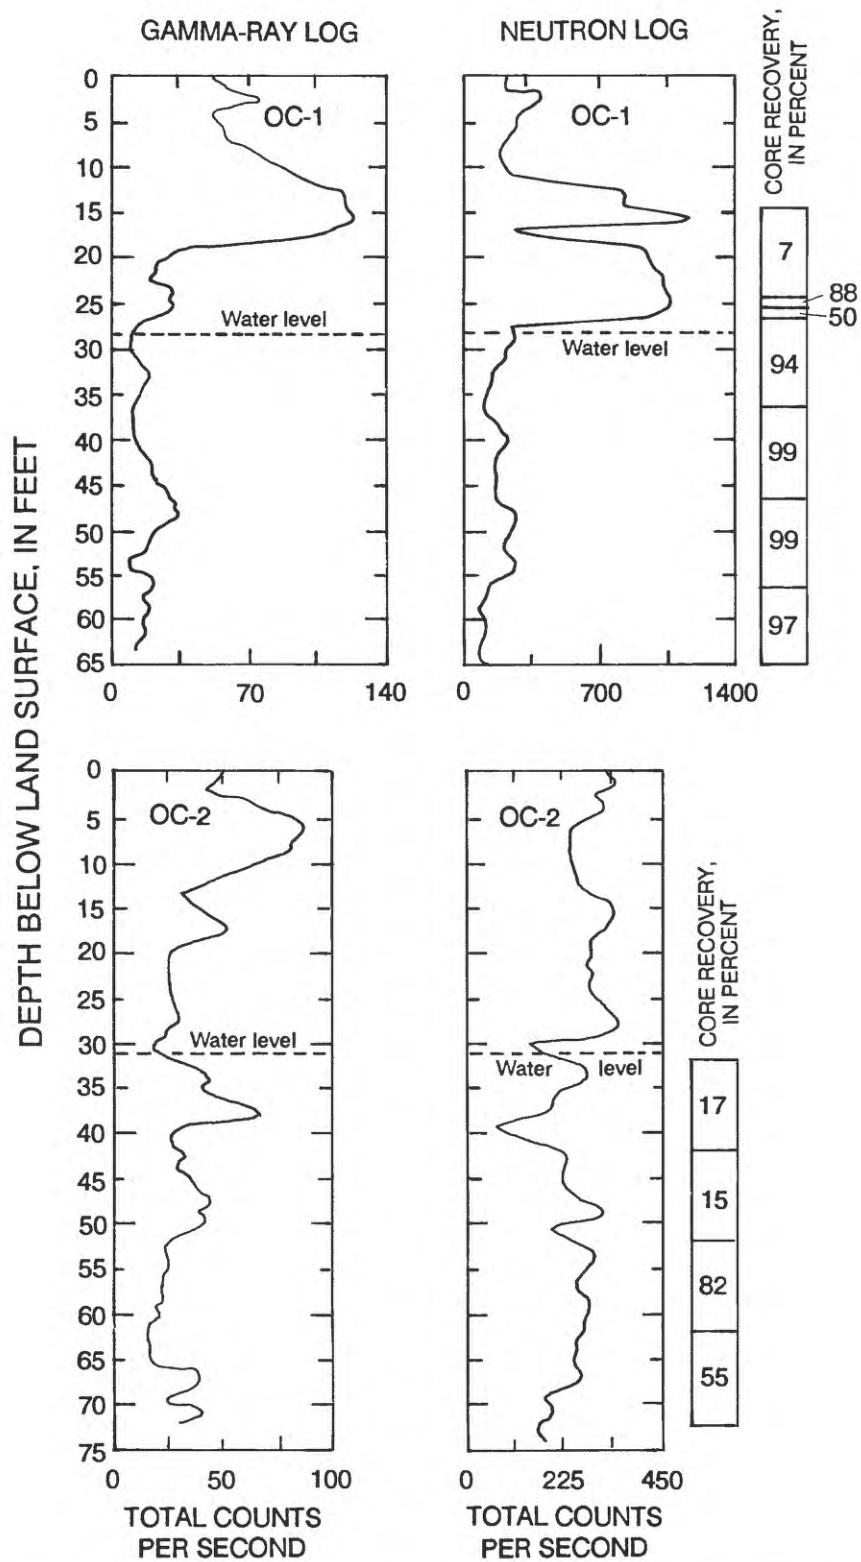 GAMMA-RAY LOG
NEUTRON LOG
CORE RECOVERY,
IN PERCENT
DEPTH BELOW LAND SURFACE, IN FEET
0
5
10
15
20
25
30
35
40
45
50
55
60
65
OC-1
Water level
0
70
140
OC-1
Water level
0
700
1400
7
88
50
94
99
99
97
0
5
10
15
20
25
30
35
40
45
50
55
60
65
70
75
OC-2
Water level
0
50
100
TOTAL COUNTS
PER SECOND
OC-2
Water level
0
225
450
TOTAL COUNTS
PER SECOND
CORE RECOVERY,
IN PERCENT
17
15
82
55